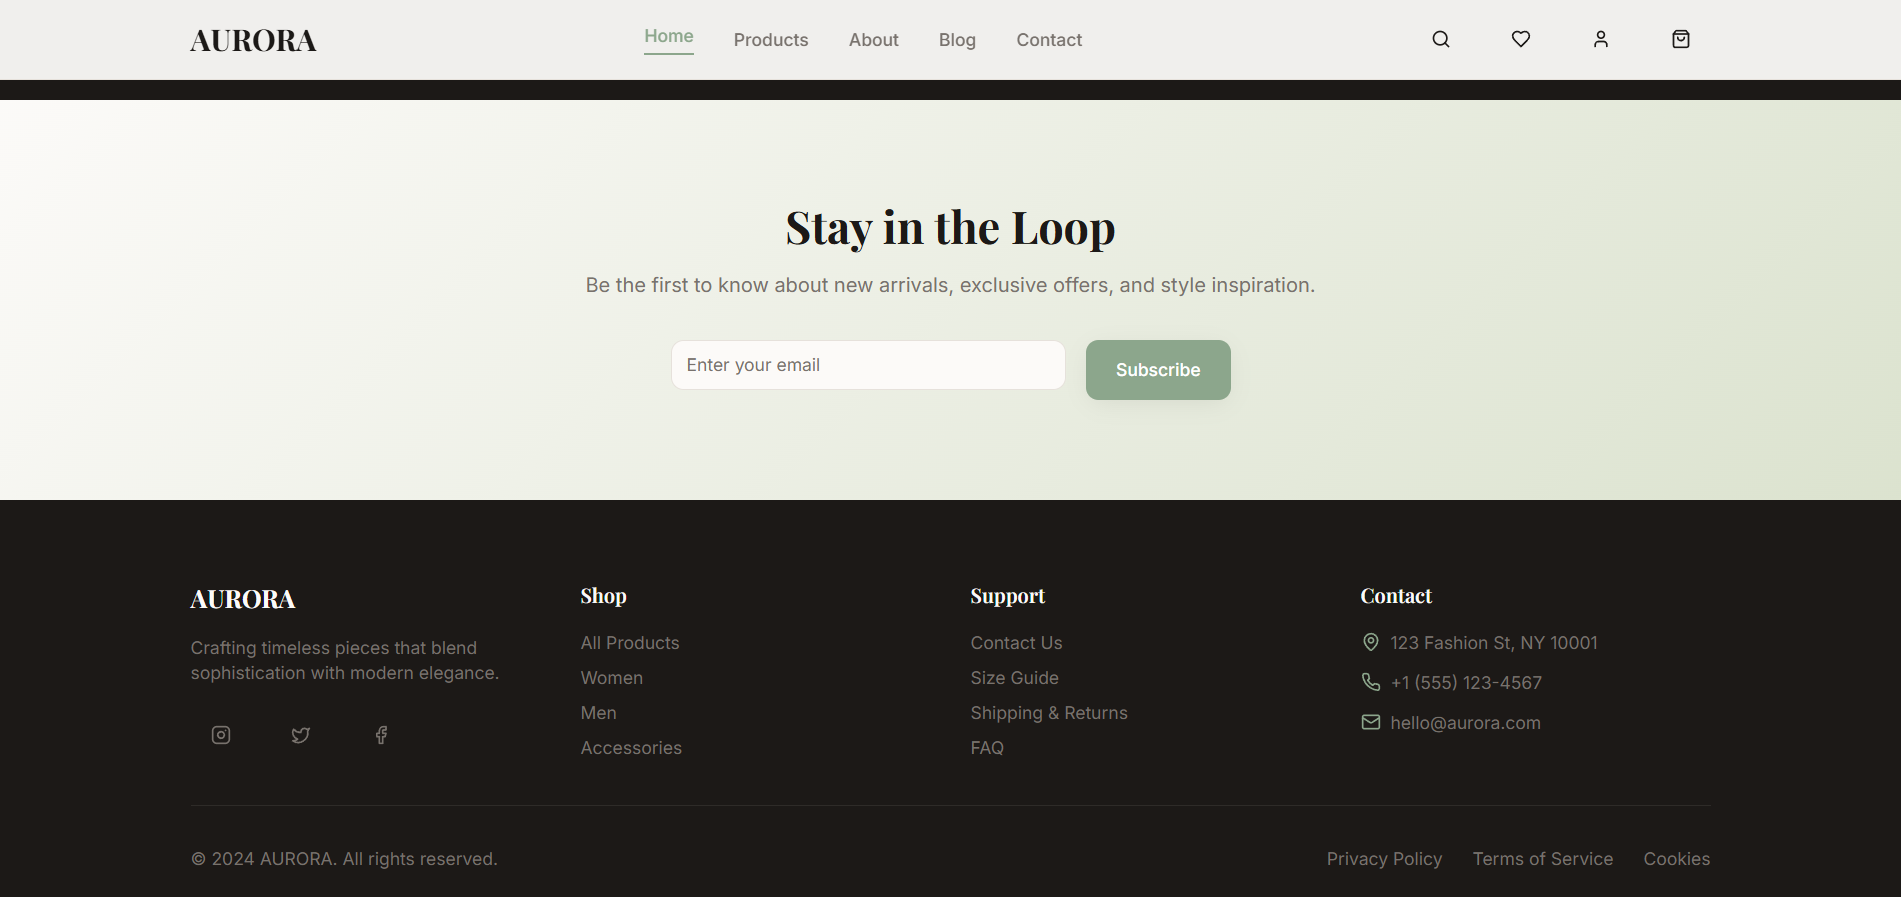 AURORA
Home
Products
About
Blog
Contact
Stay in the Loop
Be the first to know about new arrivals, exclusive offers, and style inspiration.
Enter your email
Subscribe
AURORA
Crafting timeless pieces that blend
sophistication with modern elegance.
Shop
All Products
Women
Men
Accessories
Support
Contact Us
Size Guide
Shipping & Returns
FAQ
Contact
123 Fashion St, NY 10001
+1 (555) 123-4567
hello@aurora.com
© 2024 AURORA. All rights reserved.
Privacy Policy
Terms of Service
Cookies